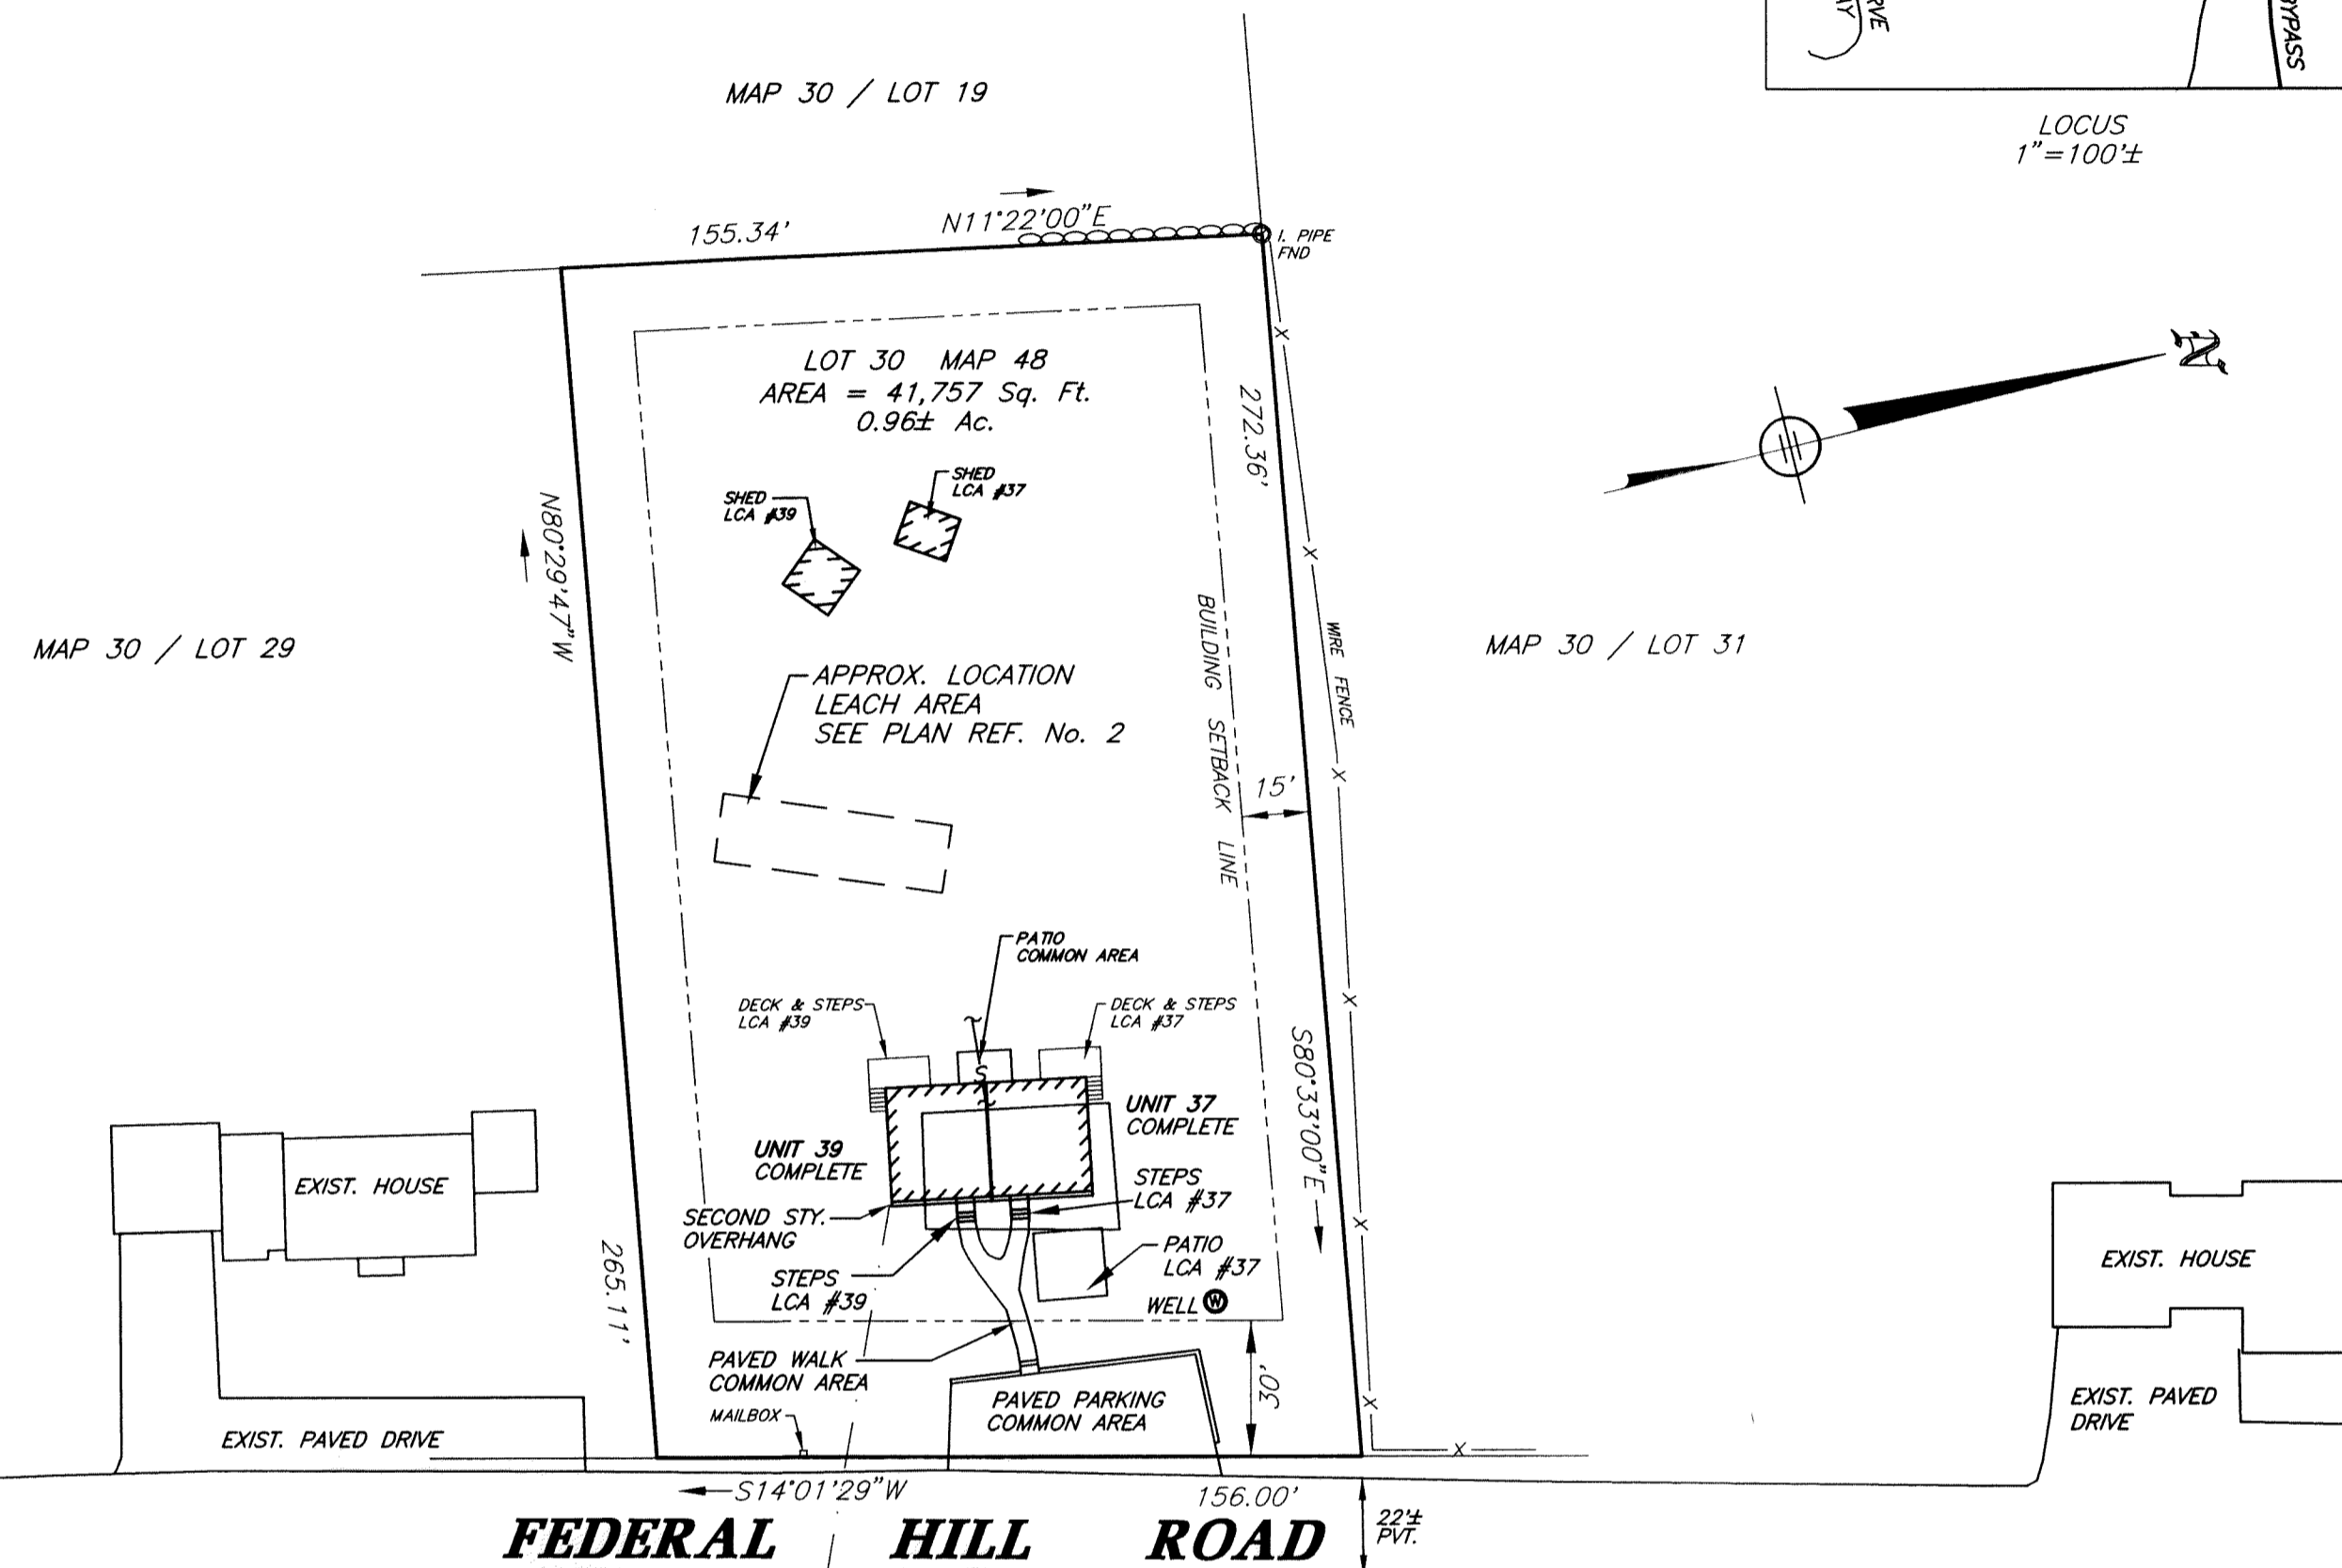 RVE
AY
YPASS
MAP 30 / LOT 19
LOCUS
1"=100'±
155.34'
N11°22'00"E
I. PIPE
FND
LOT 30 MAP 48
AREA = 41,757 Sq. Ft.
0.96± Ac.
N
272.36'
SHED
LCA #37
SHED
LCA #39
N80°29'47"W
MAP 30 / LOT 29
BUILDING SETBACK LINE
WIRE FENCE
MAP 30 / LOT 31
APPROX. LOCATION
LEACH AREA
SEE PLAN REF. No. 2
15'
PATIO
COMMON AREA
DECK & STEPS
LCA #39
DECK & STEPS
LCA #37
S
S80°33'00"E
UNIT 37
COMPLETE
UNIT 39
COMPLETE
EXIST. HOUSE
STEPS
LCA #37
SECOND STY.
OVERHANG
PATIO
LCA #37
EXIST. HOUSE
265.11'
STEPS
LCA #39
WELL W
PAVED WALK
COMMON AREA
30'
PAVED PARKING
COMMON AREA
MAILBOX
EXIST. PAVED DRIVE
EXIST. PAVED
DRIVE
X
X
X
X
X
X
X
S14°01'29"W
156.00'
22'±
PVT.
FEDERAL HILL ROAD